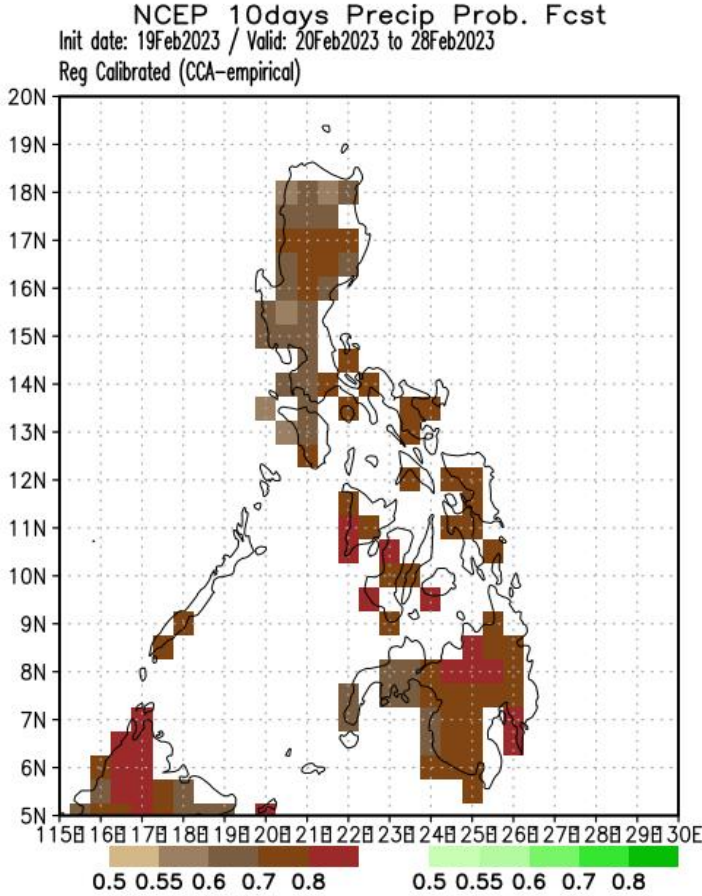 NCEP 10days Precip Prob. Fcst
Init date: 19Feb2023 / Valid: 20Feb2023 to 28Feb2023
Reg Calibrated (CCA-empirical)
20N
19N
18N
17N
16N
15N
14N
13N
12N
11N
10N
9N
8N
7N
6N
5N
115E 116E 117E 118E 119E 120E 121E 122E 123E 124E 125E 126E 127E 128E 129E 130E
0.5 0.55 0.6 0.7 0.8 0.5 0.55 0.6 0.7 0.8